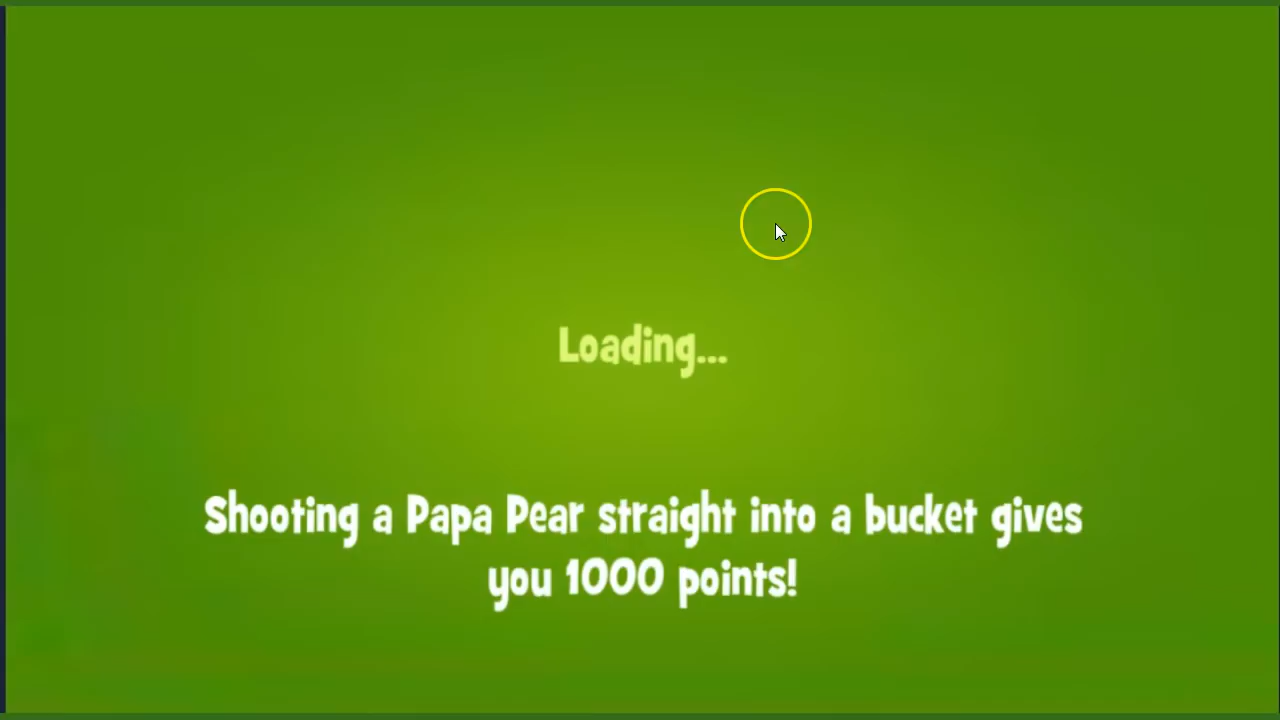 Loading...
Shooting a Papa Pear straight into a bucket gives
you 1000 points!